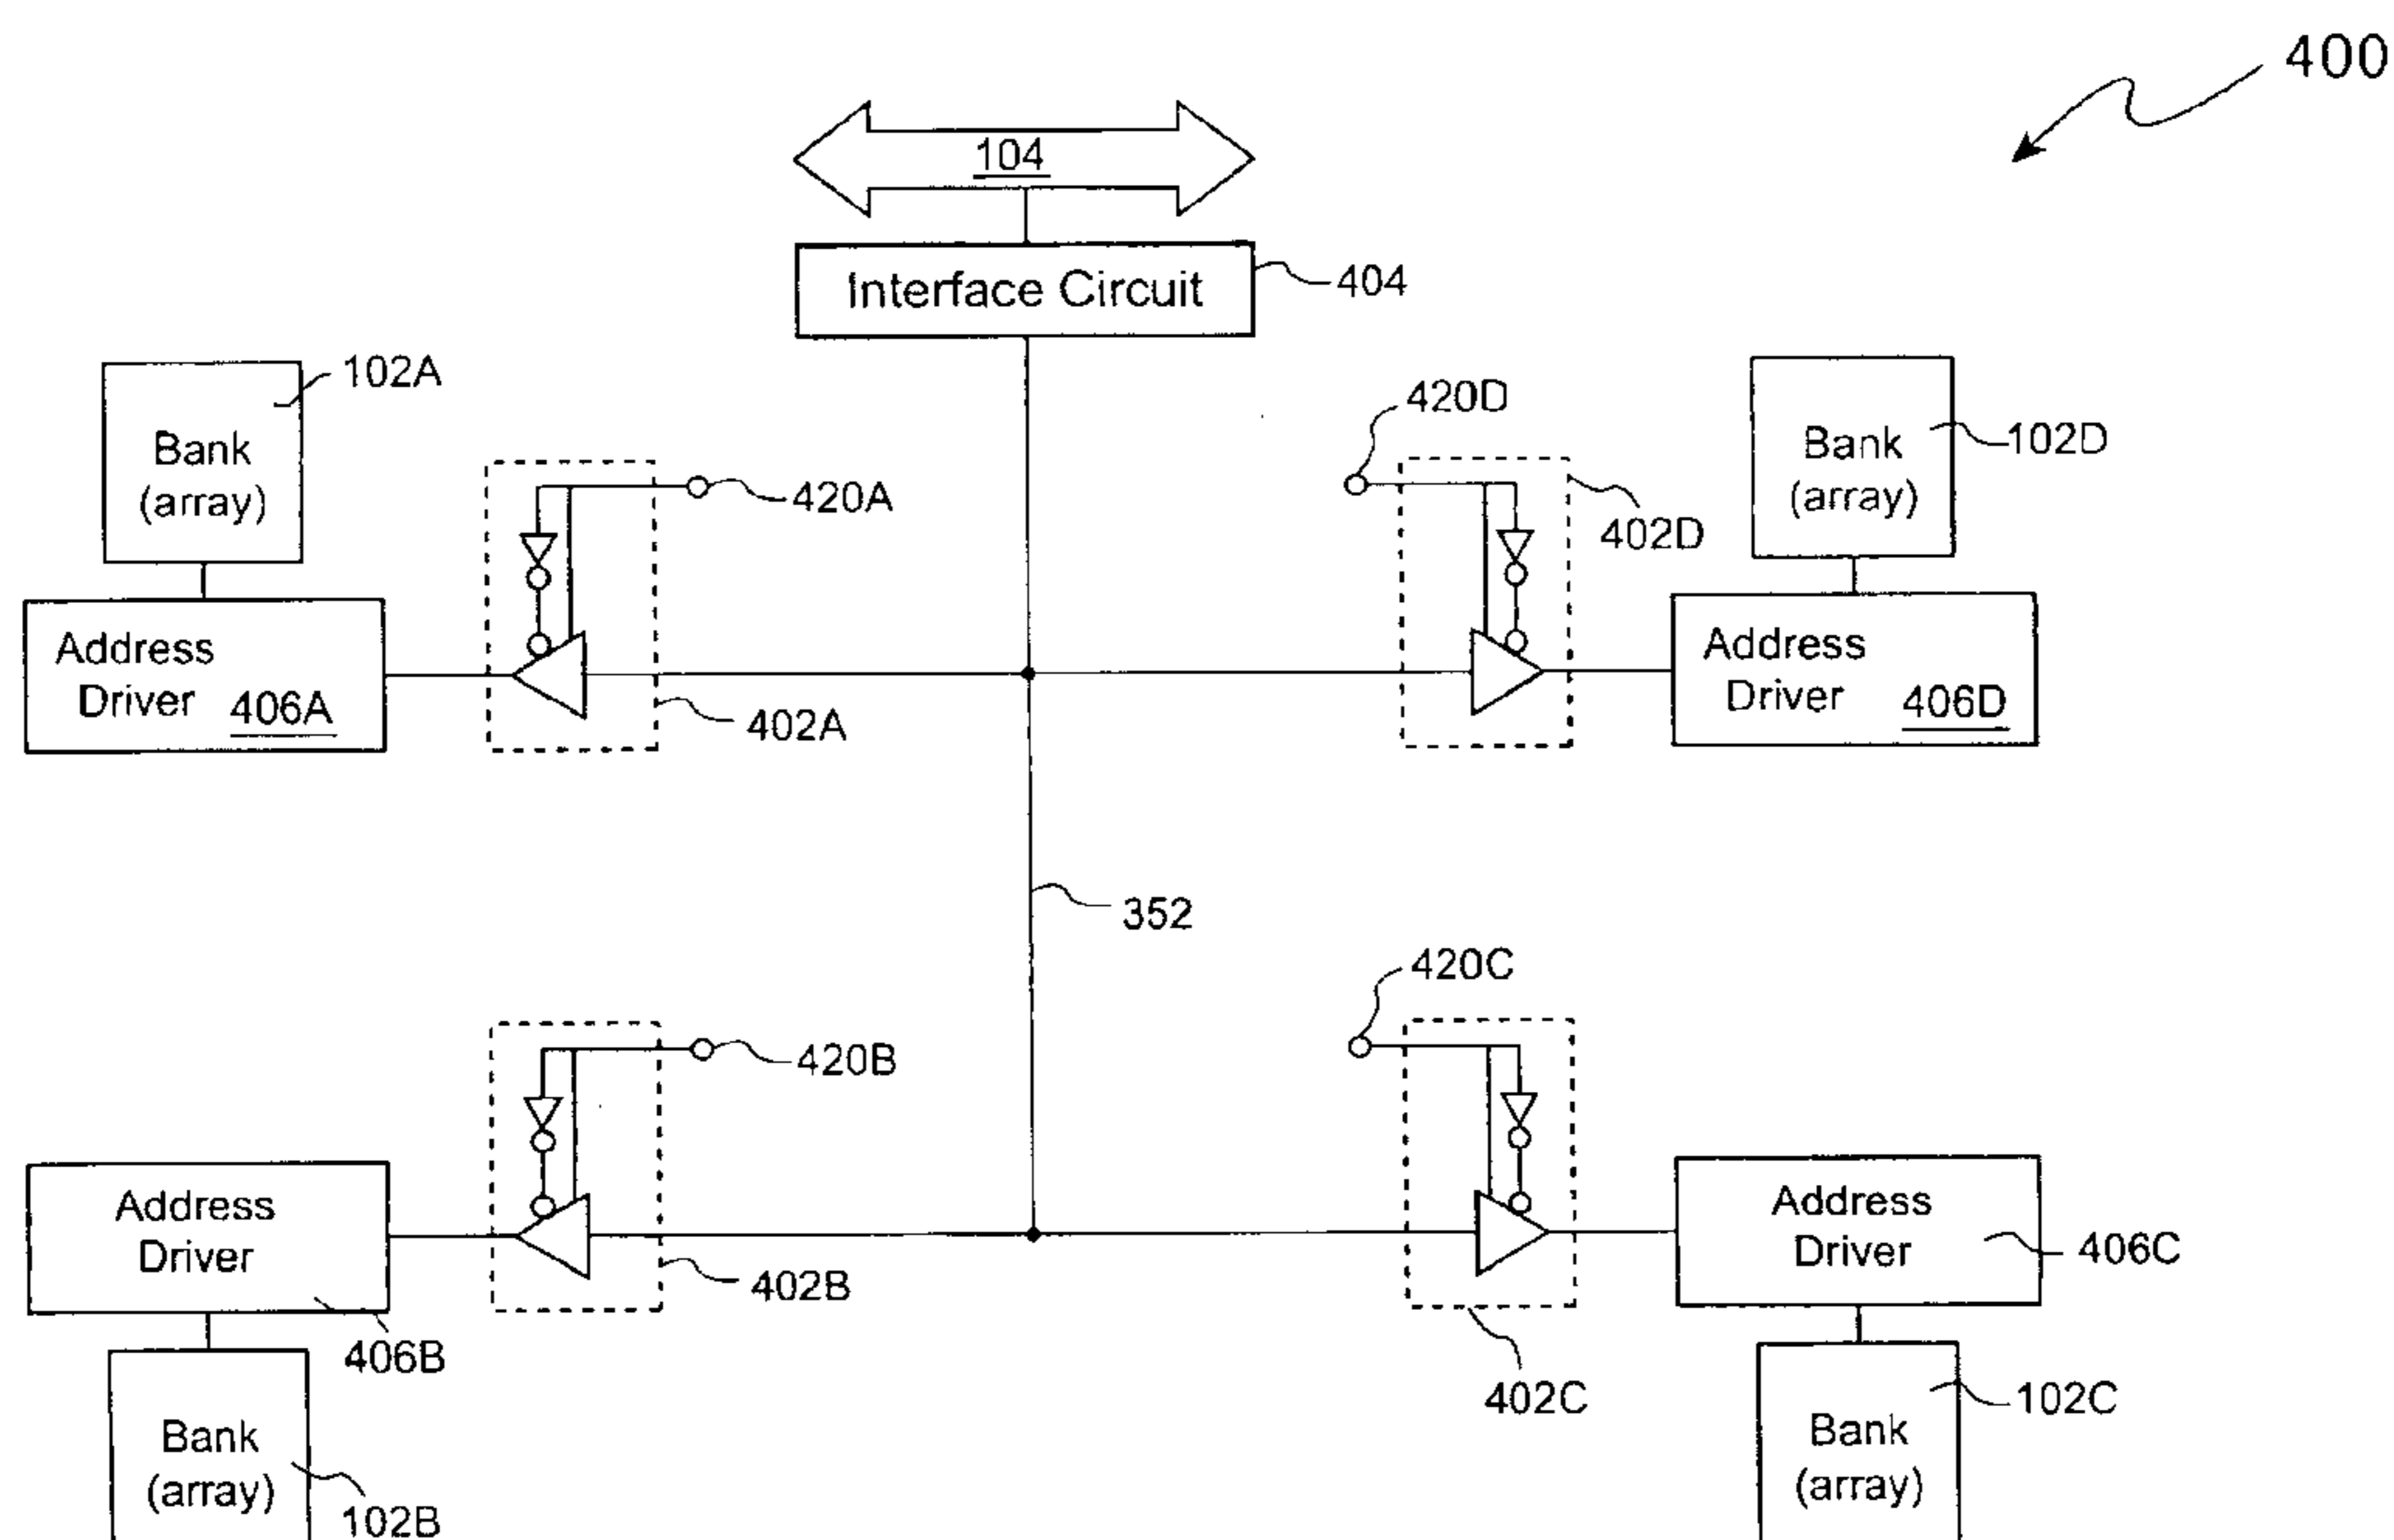 400
104
Interface Circuit
404
102A
Bank
(array)
420A
420D
402D
Bank
(array)
102D
Address
Driver
406A
402A
Address
Driver
406D
352
420B
420C
Address
Driver
406B
402B
Address
Driver
406C
402C
Bank
(array)
102B
Bank
(array)
102C